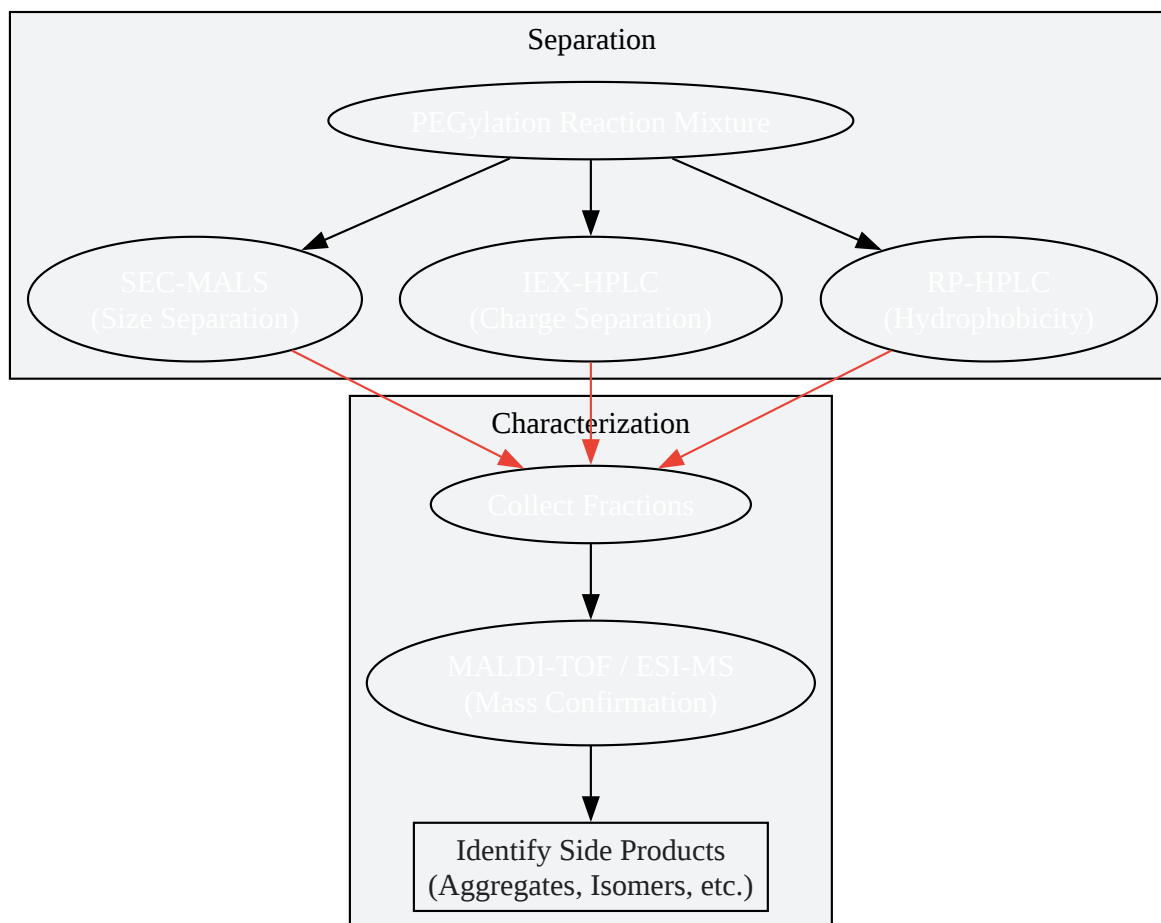 Separation
PEGylation Reaction Mixture
SEC-MALS
(Size Separation)
IEX-HPLC
(Charge Separation)
RP-HPLC
(Hydrophobicity)
Characterization
Collect Fractions
MALDI-TOF / ESI-MS
(Mass Confirmation)
Identify Side Products
(Aggregates, Isomers, etc.)